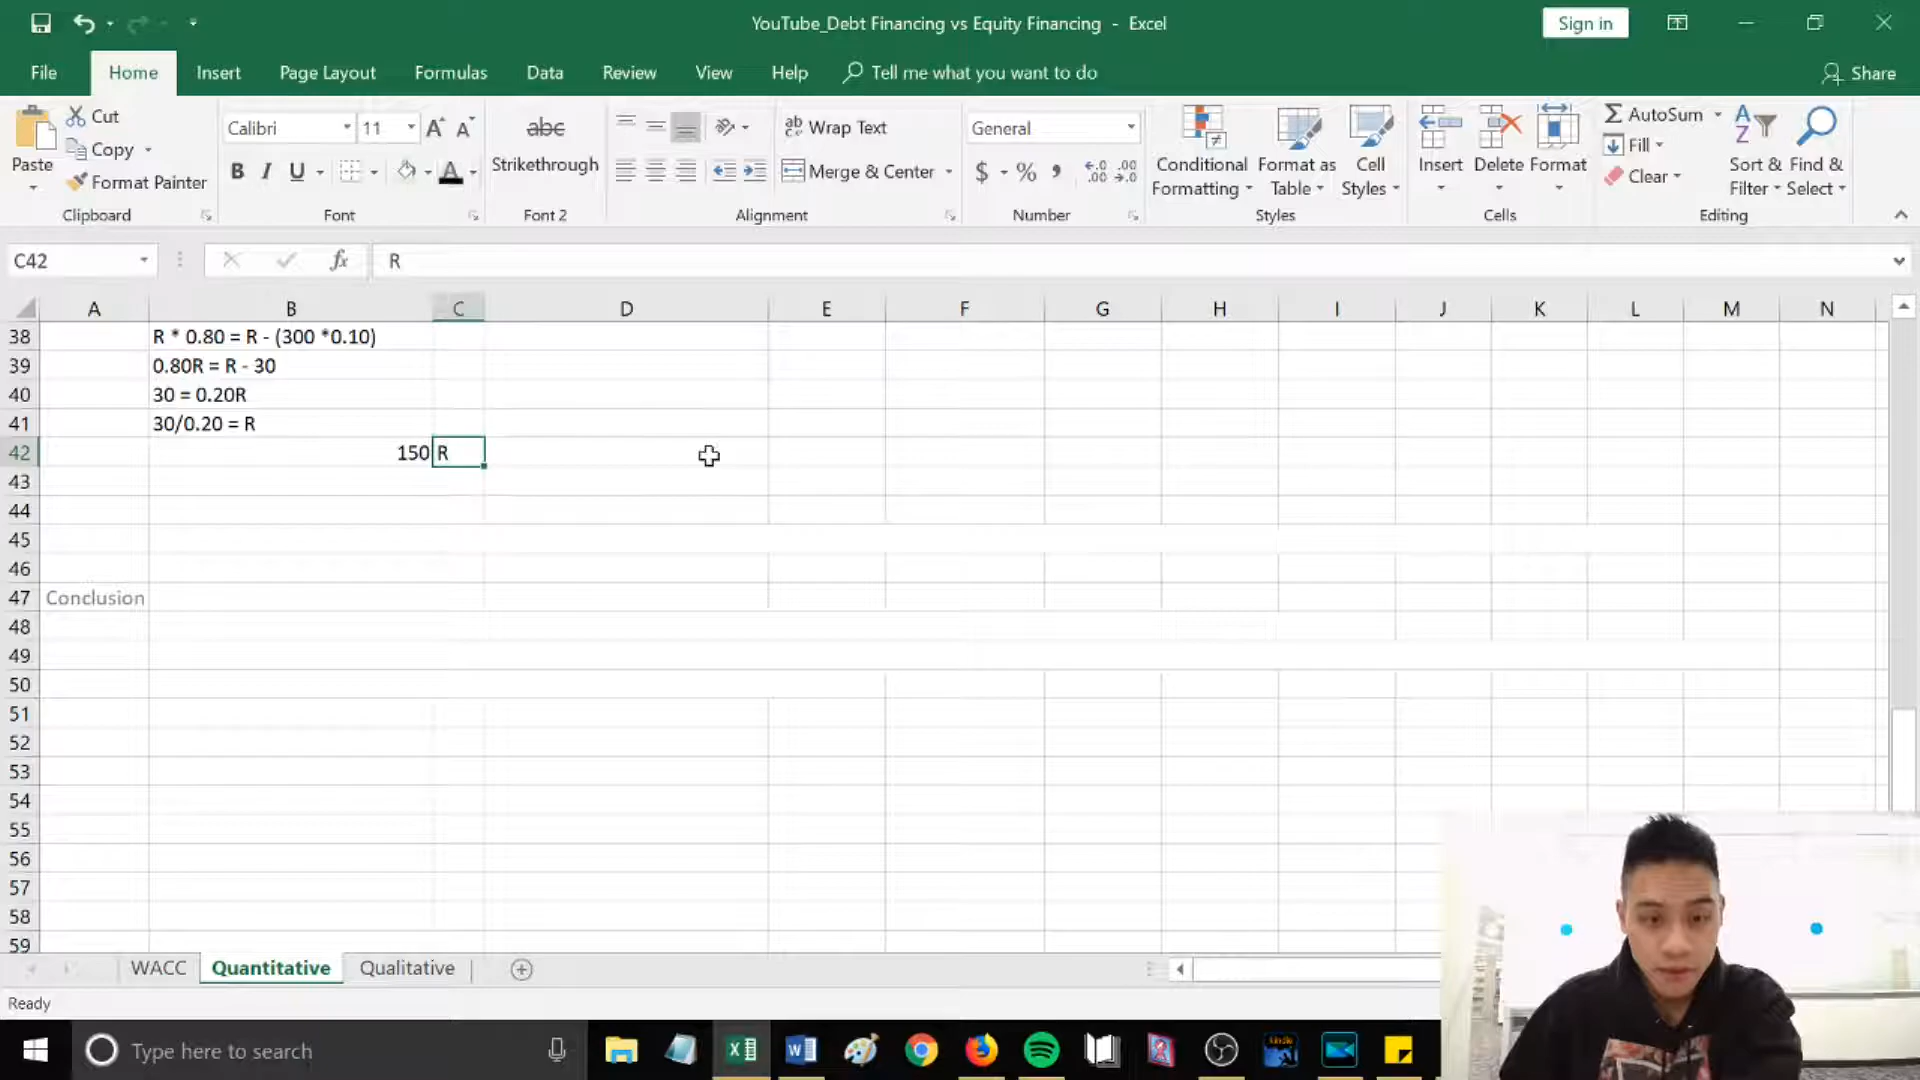 YouTube_Debt Financing vs Equity Financing - Excel
Sign in
File Home Insert Page Layout Formulas Data Review View Help Tell me what you want to do Share
Paste
Cut
Copy
Format Painter
Clipboard
Calibri 11
B I U A
Font
abc
Strikethrough
Font 2
Wrap Text
Merge & Center
Alignment
General
$ % ,
Number
Conditional Formatting
Format as Table
Cell Styles
Styles
Insert
Delete
Format
Cells
AutoSum
Fill
Clear
Sort & Filter
Find & Select
Editing
C42 fx R
A B C D E F G H I J K L M N
38 R * 0.80 = R - (300 *0.10)
39 0.80R = R - 30
40 30 = 0.20R
41 30/0.20 = R
42 150 R
43
44
45
46
47 Conclusion
48
49
50
51
52
53
54
55
56
57
58
59
WACC Quantitative Qualitative
Ready
Type here to search